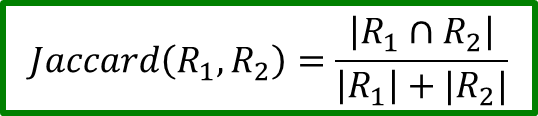 Jaccard(R₁, R₂) = |R₁ ∩ R₂| / |R₁| + |R₂|